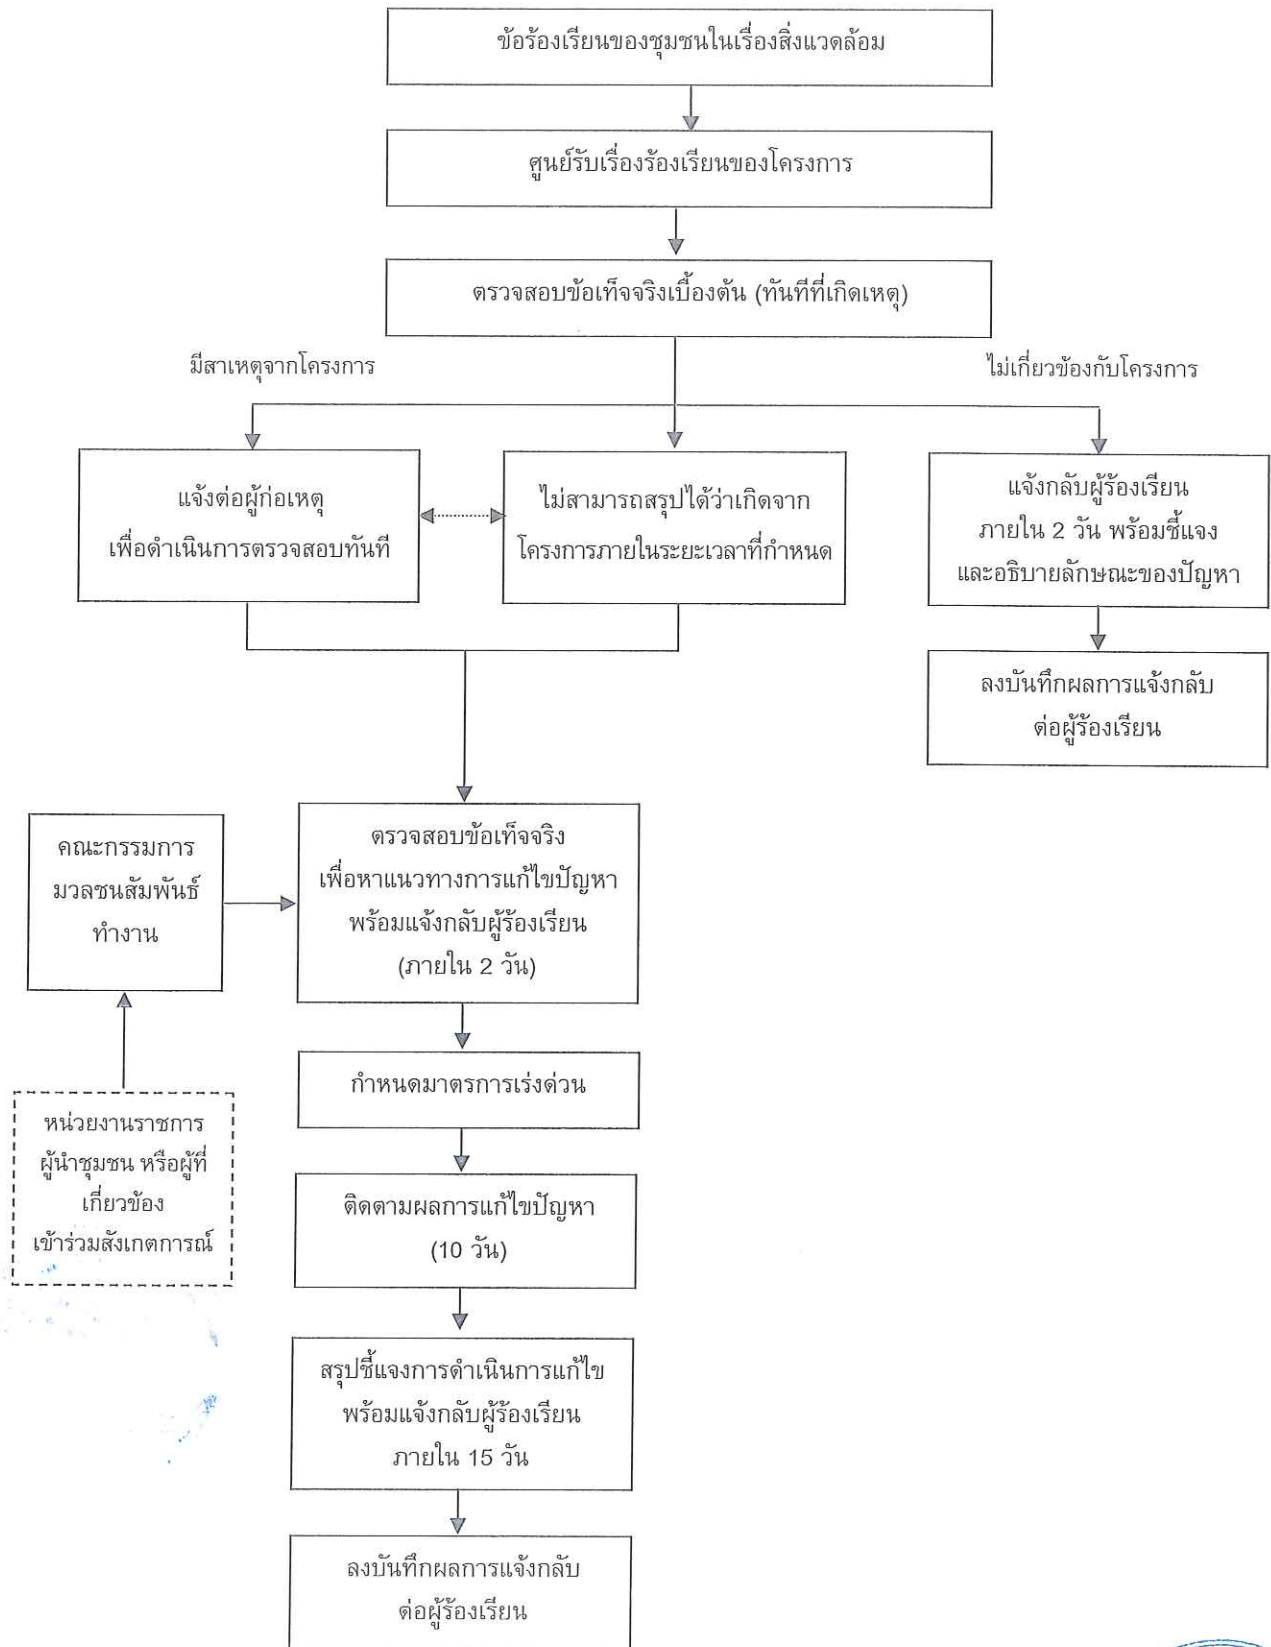 ข้อร้องเรียนของชุมชนในเรื่องสิ่งแวดล้อม
ศูนย์รับเรื่องร้องเรียนของโครงการ
ตรวจสอบข้อเท็จจริงเบื้องต้น (ทันทีที่เกิดเหตุ)
มีสาเหตุจากโครงการ
ไม่เกี่ยวข้องกับโครงการ
แจ้งต่อผู้ก่อเหตุ
เพื่อดำเนินการตรวจสอบทันที
ไม่สามารถสรุปได้ว่าเกิดจาก
โครงการภายในระยะเวลาที่กำหนด
แจ้งกลับผู้ร้องเรียน
ภายใน 2 วัน พร้อมชี้แจง
และอธิบายลักษณะของปัญหา
ลงบันทึกผลการแจ้งกลับ
ต่อผู้ร้องเรียน
คณะกรรมการ
มวลชนสัมพันธ์
ทำงาน
ตรวจสอบข้อเท็จจริง
เพื่อหาแนวทางการแก้ไขปัญหา
พร้อมแจ้งกลับผู้ร้องเรียน
(ภายใน 2 วัน)
กำหนดมาตรการเร่งด่วน
หน่วยงานราชการ
ผู้นำชุมชน หรือผู้ที่
เกี่ยวข้อง
เข้าร่วมสังเกตการณ์
ติดตามผลการแก้ไขปัญหา
(10 วัน)
สรุปชี้แจงการดำเนินการแก้ไข
พร้อมแจ้งกลับผู้ร้องเรียน
ภายใน 15 วัน
ลงบันทึกผลการแจ้งกลับ
ต่อผู้ร้องเรียน